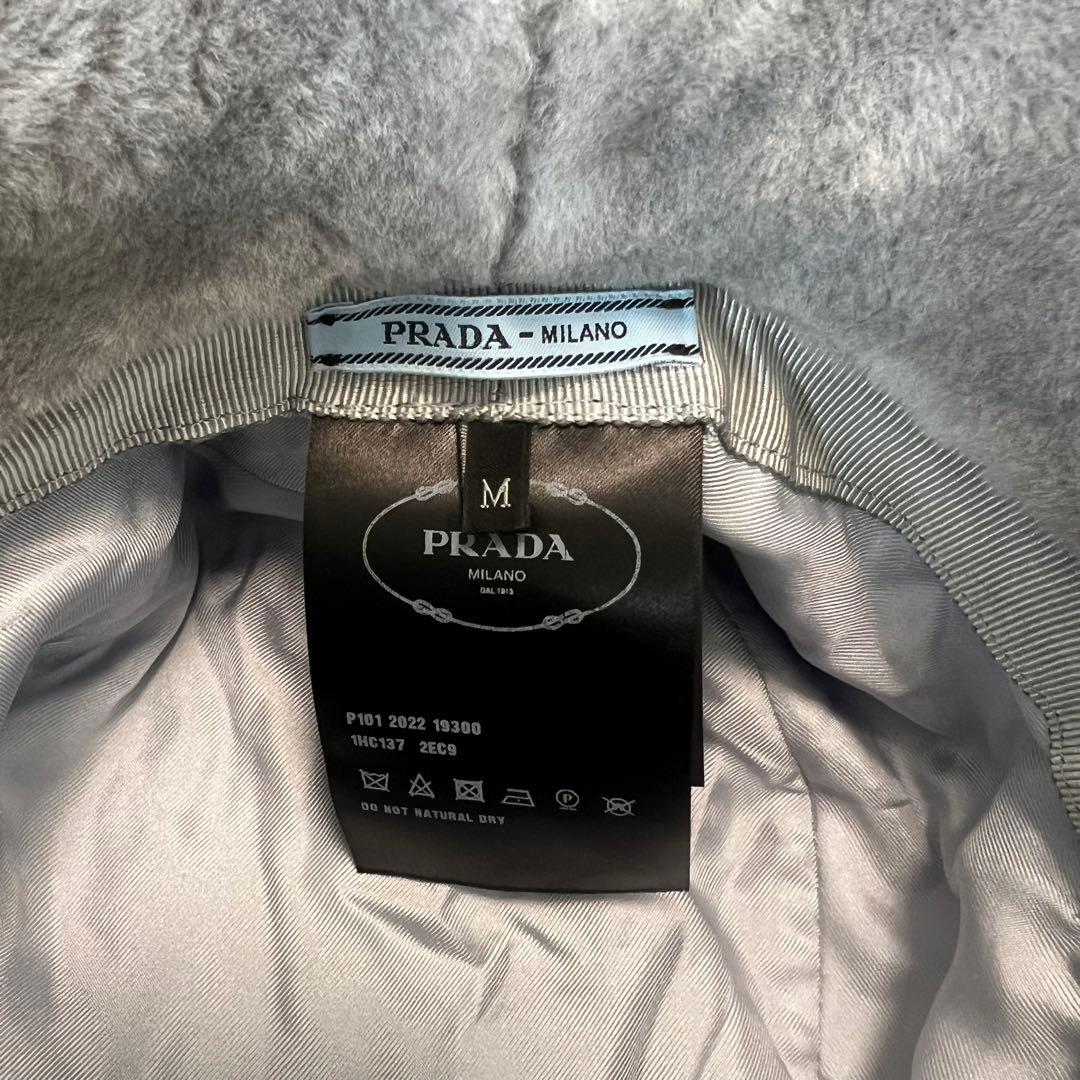 PRADA - MILANO
M
PRADA
MILANO
DAL 1913
P101 2022 19300
1HC137 2EC9
P
DO NOT NATURAL DRY